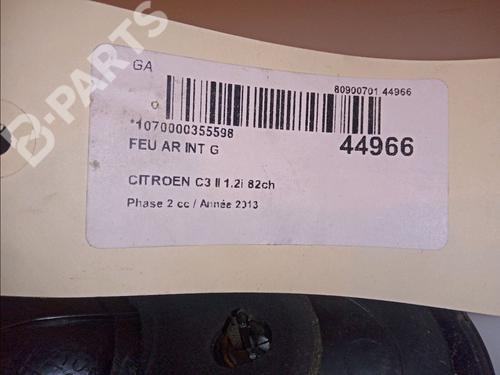 GA
80900701 44966
*1070000355598
FEU AR INT G
44966
CITROEN C3 II 1.2i 82ch
Phase 2 cc / Année 2013
B-PARTS